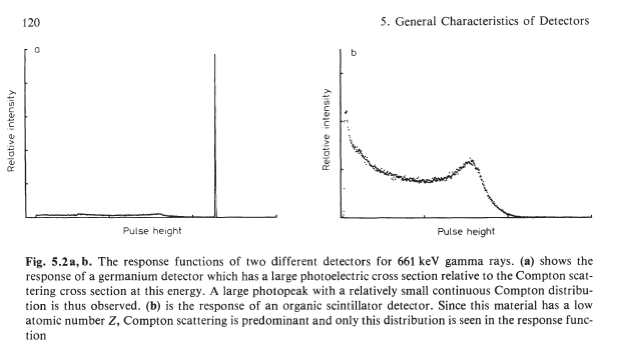 120
5. General Characteristics of Detectors
a
b
Relative intensity
Relative intensity
Pulse height
Pulse height
Fig. 5.2a, b. The response functions of two different detectors for 661 keV gamma rays. (a) shows the
response of a germanium detector which has a large photoelectric cross section relative to the Compton scat-
tering cross section at this energy. A large photopeak with a relatively small continuous Compton distribu-
tion is thus observed. (b) is the response of an organic scintillator detector. Since this material has a low
atomic number Z, Compton scattering is predominant and only this distribution is seen in the response func-
tion